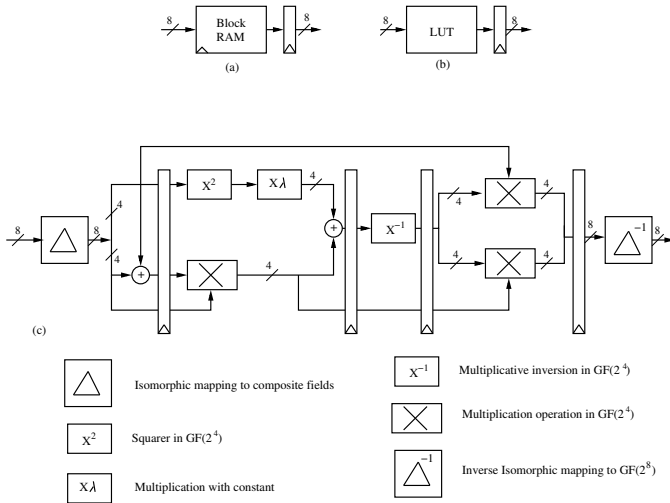 8
Block
RAM
8
(a)
8
LUT
8
(b)
8
8
4
4
X²
Xλ
4
+
4
+
X⁻¹
4
4
4
4
8
-1
8
(c)
Isomorphic mapping to composite fields
X²
Squarer in GF(2⁴)
Xλ
Multiplication with constant
X⁻¹
Multiplicative inversion in GF(2⁴)
Multiplication operation in GF(2⁴)
-1
Inverse Isomorphic mapping to GF(2⁸)